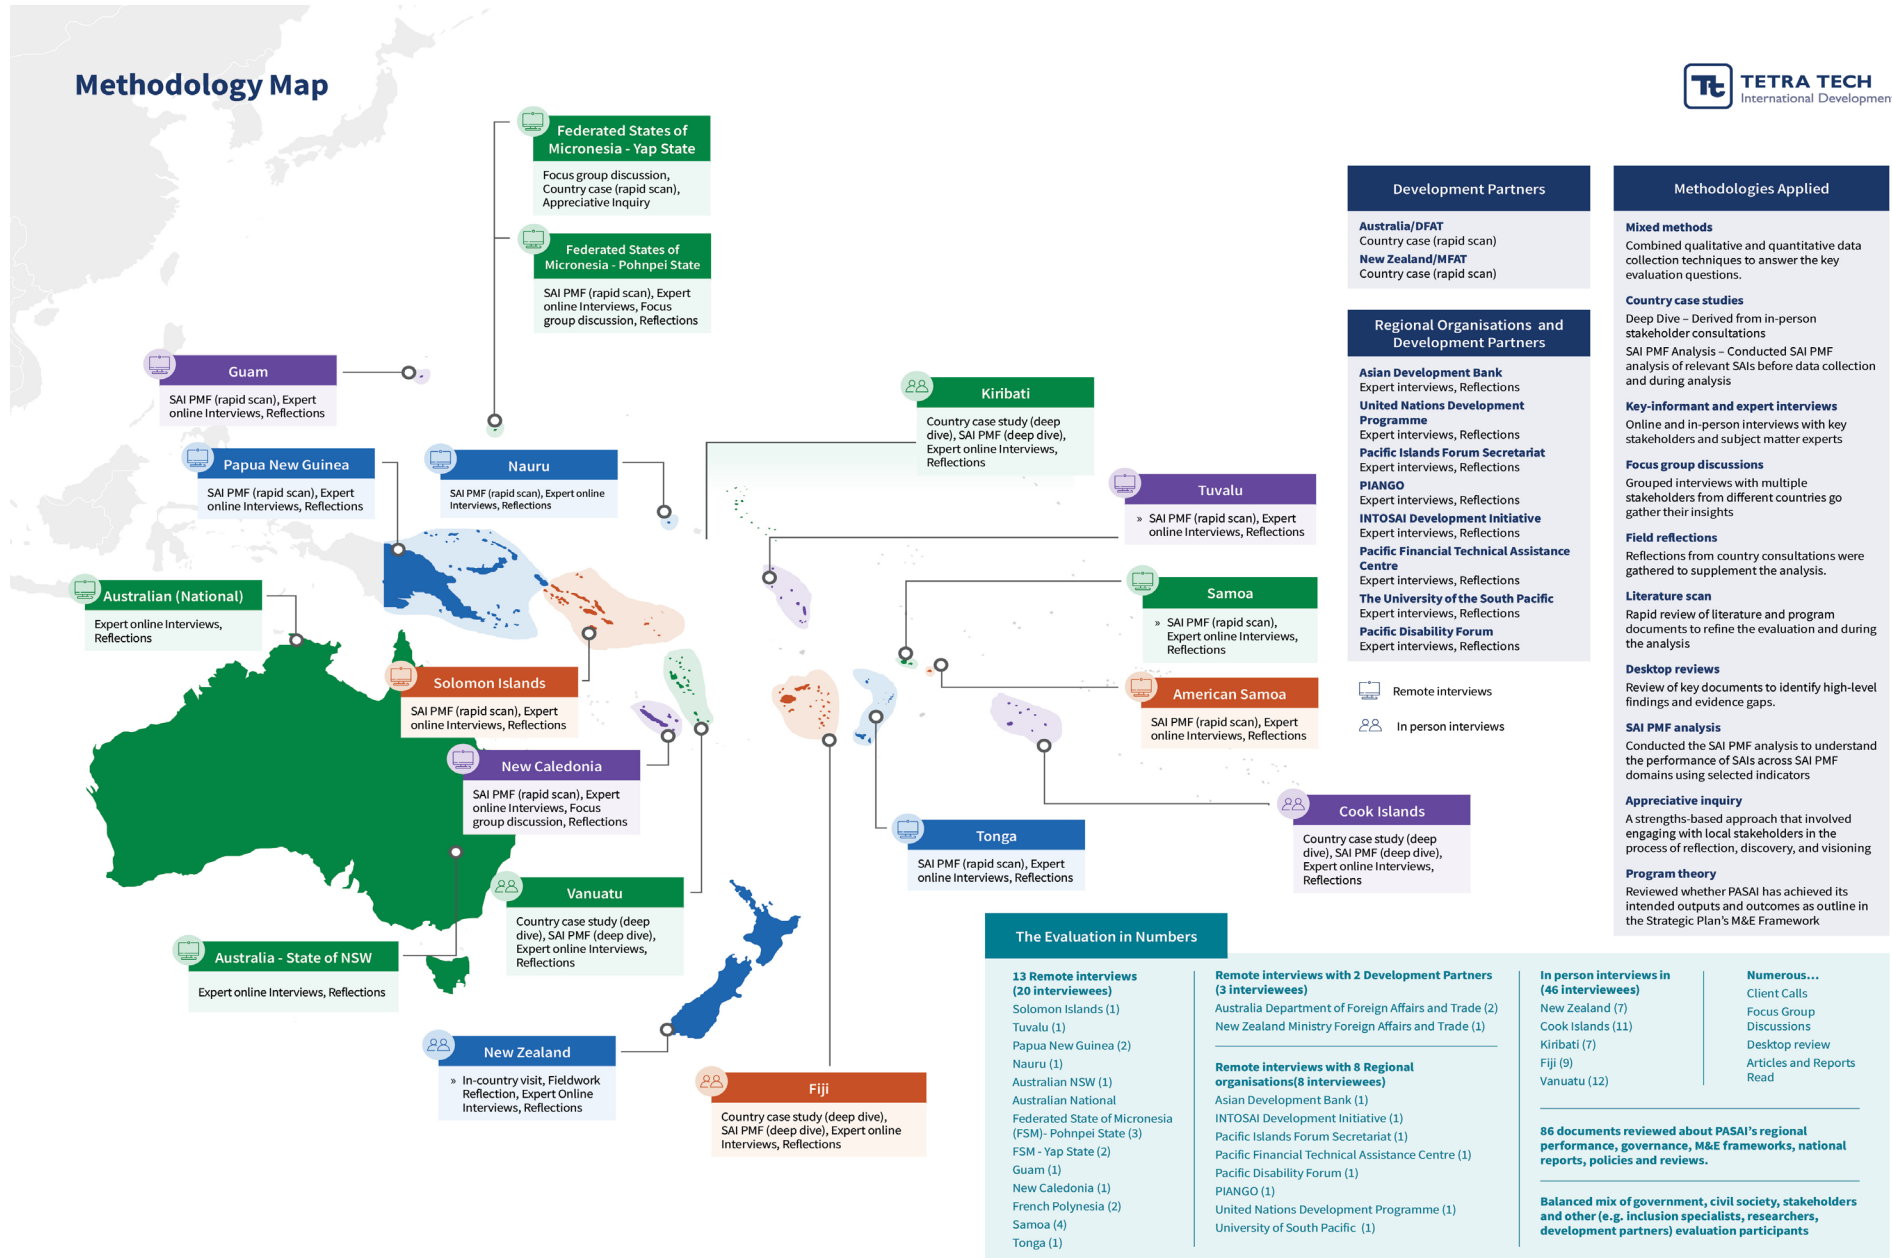 Methodology Map
TETRA TECH
International Developmen
Federated States of
Micronesia - Yap State
Focus group discussion,
Country case (rapid scan),
Appreciative Inquiry
Federated States of
Micronesia - Pohnpei State
SAI PMF (rapid scan), Expert
online Interviews, Focus
group discussion, Reflections
Guam
SAI PMF (rapid scan), Expert
online Interviews, Reflections
Papua New Guinea
SAI PMF (rapid scan), Expert
online Interviews, Reflections
Nauru
SAI PMF (rapid scan), Expert online
Interviews, Reflections
Kiribati
Country case study (deep
dive), SAI PMF (deep dive),
Expert online Interviews,
Reflections
Tuvalu
» SAI PMF (rapid scan), Expert
online Interviews, Reflections
Australian (National)
Expert online Interviews,
Reflections
Samoa
» SAI PMF (rapid scan),
Expert online Interviews,
Reflections
Solomon Islands
SAI PMF (rapid scan), Expert
online Interviews, Reflections
American Samoa
SAI PMF (rapid scan), Expert
online Interviews, Reflections
New Caledonia
SAI PMF (rapid scan), Expert
online Interviews, Focus
group discussion, Reflections
Cook Islands
Country case study (deep
dive), SAI PMF (deep dive),
Expert online Interviews,
Reflections
Tonga
SAI PMF (rapid scan), Expert
online Interviews, Reflections
Vanuatu
Country case study (deep
dive), SAI PMF (deep dive),
Expert online Interviews,
Reflections
Australia - State of NSW
Expert online Interviews, Reflections
New Zealand
» In-country visit, Fieldwork
Reflection, Expert Online
Interviews, Reflections
Fiji
Country case study (deep dive),
SAI PMF (deep dive), Expert online
Interviews, Reflections
Development Partners
Australia/DFAT
Country case (rapid scan)
New Zealand/MFAT
Country case (rapid scan)
Regional Organisations and
Development Partners
Asian Development Bank
Expert interviews, Reflections
United Nations Development
Programme
Expert interviews, Reflections
Pacific Islands Forum Secretariat
Expert interviews, Reflections
PIANGO
Expert interviews, Reflections
INTOSAI Development Initiative
Expert interviews, Reflections
Pacific Financial Technical Assistance
Centre
Expert interviews, Reflections
The University of the South Pacific
Expert interviews, Reflections
Pacific Disability Forum
Expert interviews, Reflections
Remote interviews
In person interviews
Methodologies Applied
Mixed methods
Combined qualitative and quantitative data
collection techniques to answer the key
evaluation questions.
Country case studies
Deep Dive – Derived from in-person
stakeholder consultations
SAI PMF Analysis – Conducted SAI PMF
analysis of relevant SAIs before data collection
and during analysis
Key-informant and expert interviews
Online and in-person interviews with key
stakeholders and subject matter experts
Focus group discussions
Grouped interviews with multiple
stakeholders from different countries go
gather their insights
Field reflections
Reflections from country consultations were
gathered to supplement the analysis.
Literature scan
Rapid review of literature and program
documents to refine the evaluation and during
the analysis
Desktop reviews
Review of key documents to identify high-level
findings and evidence gaps.
SAI PMF analysis
Conducted the SAI PMF analysis to understand
the performance of SAIs across SAI PMF
domains using selected indicators
Appreciative inquiry
A strengths-based approach that involved
engaging with local stakeholders in the
process of reflection, discovery, and visioning
Program theory
Reviewed whether PASAI has achieved its
intended outputs and outcomes as outline in
the Strategic Plan's M&E Framework
The Evaluation in Numbers
13 Remote interviews
(20 interviewees)
Solomon Islands (1)
Tuvalu (1)
Papua New Guinea (2)
Nauru (1)
Australian NSW (1)
Australian National
Federated State of Micronesia
(FSM)- Pohnpei State (3)
FSM - Yap State (2)
Guam (1)
New Caledonia (1)
French Polynesia (2)
Samoa (4)
Tonga (1)
Remote interviews with 2 Development Partners
(3 interviewees)
Australia Department of Foreign Affairs and Trade (2)
New Zealand Ministry Foreign Affairs and Trade (1)
Remote interviews with 8 Regional
organisations(8 interviewees)
Asian Development Bank (1)
INTOSAI Development Initiative (1)
Pacific Islands Forum Secretariat (1)
Pacific Financial Technical Assistance Centre (1)
Pacific Disability Forum (1)
PIANGO (1)
United Nations Development Programme (1)
University of South Pacific (1)
In person interviews in
(46 interviewees)
New Zealand (7)
Cook Islands (11)
Kiribati (7)
Fiji (9)
Vanuatu (12)
Numerous...
Client Calls
Focus Group
Discussions
Desktop review
Articles and Reports
Read
86 documents reviewed about PASAI's regional
performance, governance, M&E frameworks, national
reports, policies and reviews.
Balanced mix of government, civil society, stakeholders
and other (e.g. inclusion specialists, researchers,
development partners) evaluation participants